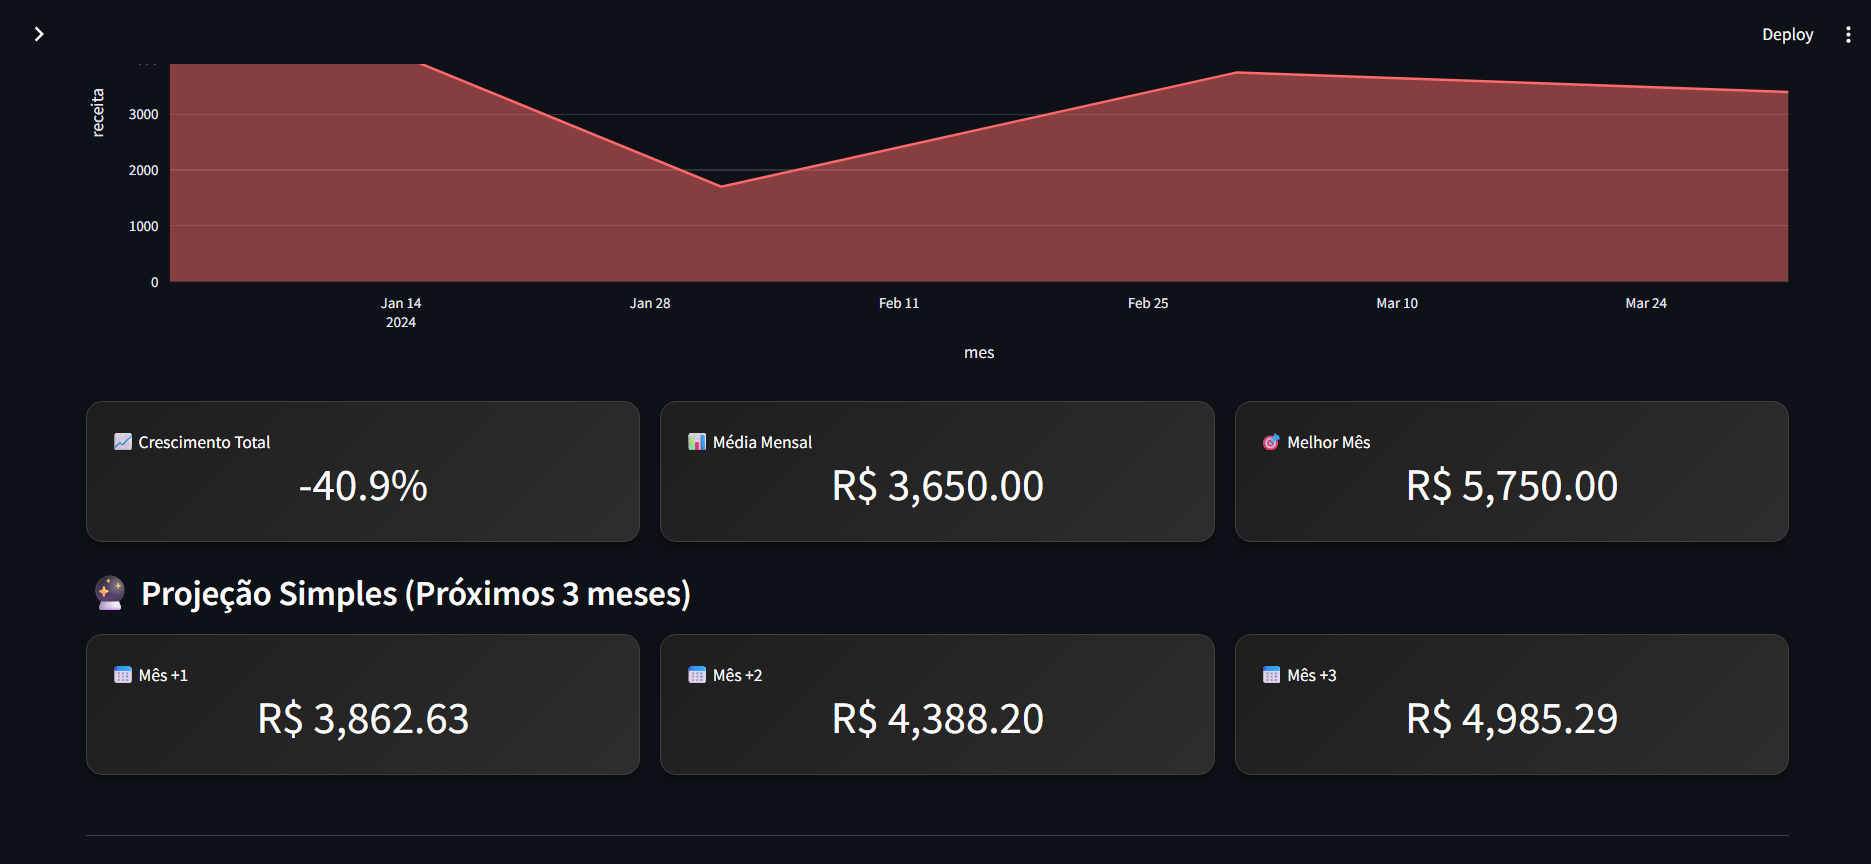 Deploy
receita
3000
2000
1000
0
Jan 14
2024
Jan 28
Feb 11
Feb 25
Mar 10
Mar 24
mes
Crescimento Total
-40.9%
Média Mensal
R$ 3,650.00
Melhor Mês
R$ 5,750.00
Projeção Simples (Próximos 3 meses)
Mês +1
R$ 3,862.63
Mês +2
R$ 4,388.20
Mês +3
R$ 4,985.29